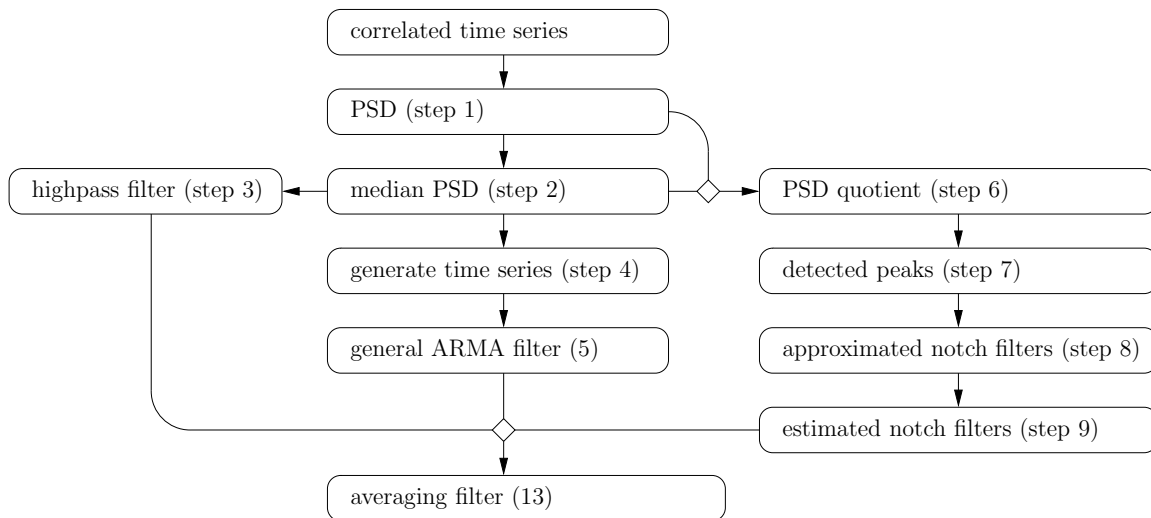 correlated time series
PSD (step 1)
highpass filter (step 3)
median PSD (step 2)
PSD quotient (step 6)
generate time series (step 4)
detected peaks (step 7)
general ARMA filter (5)
approximated notch filters (step 8)
estimated notch filters (step 9)
averaging filter (13)